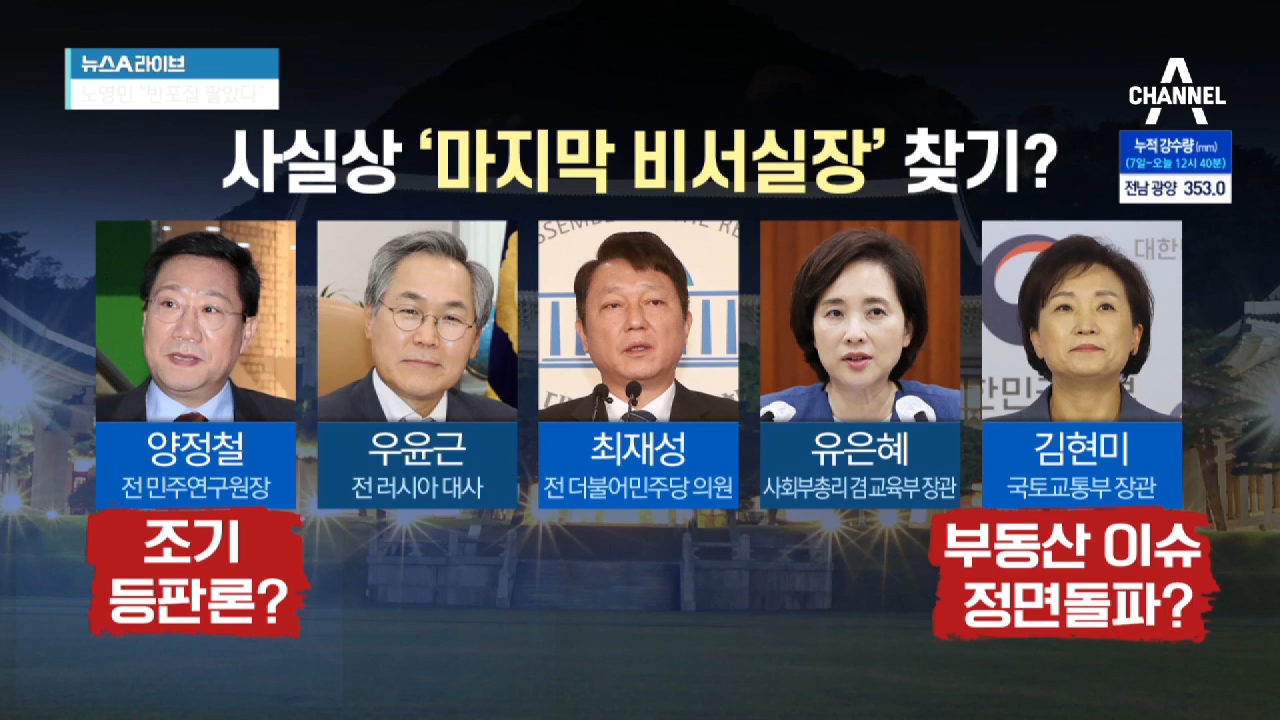 뉴스A 라이브
노영민 "반포집 팔았다"
CHANNEL A
누적 강수량(mm)
(7일~오늘 12시 40분)
전남 광양 353.0
사실상 '마지막 비서실장' 찾기?
양정철
전 민주연구원장
우윤근
전 러시아 대사
최재성
전 더불어민주당 의원
유은혜
사회부총리 겸 교육부 장관
김현미
국토교통부 장관
조기
등판론?
부동산 이슈
정면돌파?
대한